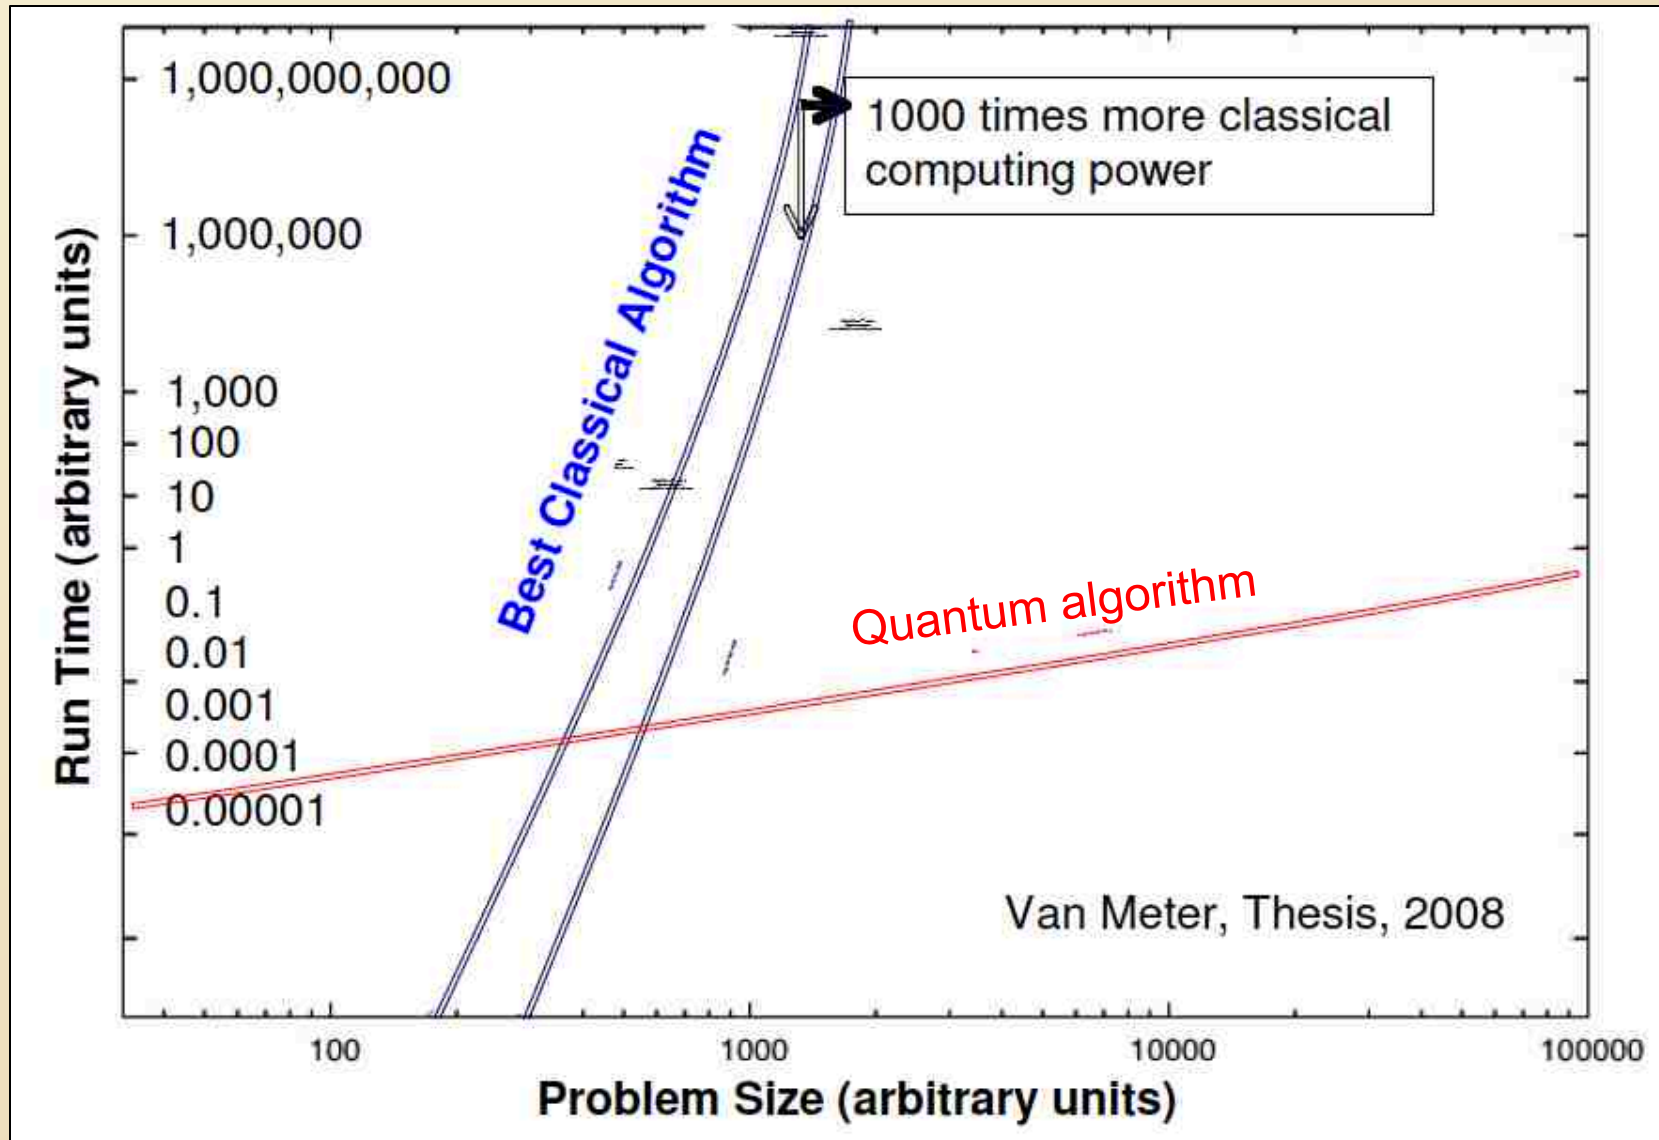 1,000,000,000
1000 times more classical
computing power
1,000,000
1,000
100
10
1
0.1
0.01
0.001
0.0001
0.00001
Run Time (arbitrary units)
Best Classical Algorithm
Quantum algorithm
Van Meter, Thesis, 2008
100 1000 10000 100000
Problem Size (arbitrary units)